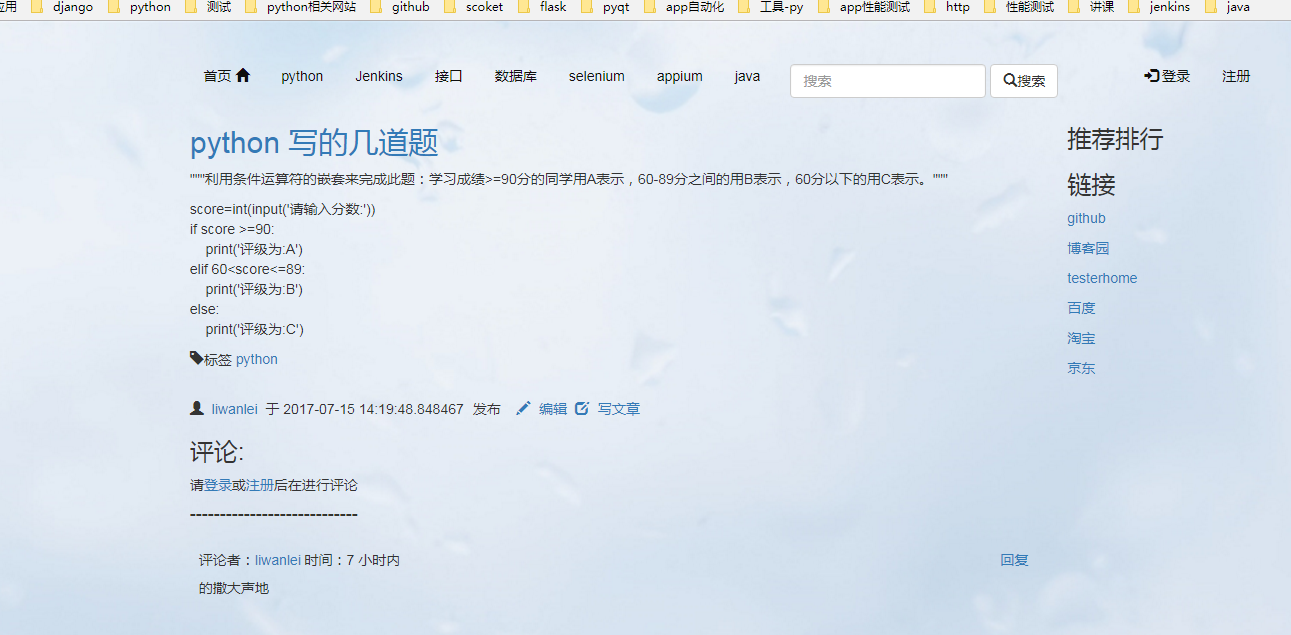 应用 django python 测试 python相关网站 github scoket flask pyqt app自动化 工具-py app性能测试 http 性能测试 讲课 jenkins java
首页 python Jenkins 接口 数据库 selenium appium java 搜索 搜索 登录 注册
python 写的几道题
"""利用条件运算符的嵌套来完成此题：学习成绩>=90分的同学用A表示，60-89分之间的用B表示，60分以下的用C表示。"""
score=int(input('请输入分数:'))
if score >=90:
print('评级为:A')
elif 60<score<=89:
print('评级为:B')
else:
print('评级为:C')
标签 python
liwanlei 于 2017-07-15 14:19:48.848467 发布 编辑 写文章
评论:
请登录或注册后在进行评论
----------------------------
评论者：liwanlei 时间：7 小时内 回复
的撒大声地
推荐排行
链接
github
博客园
testerhome
百度
淘宝
京东